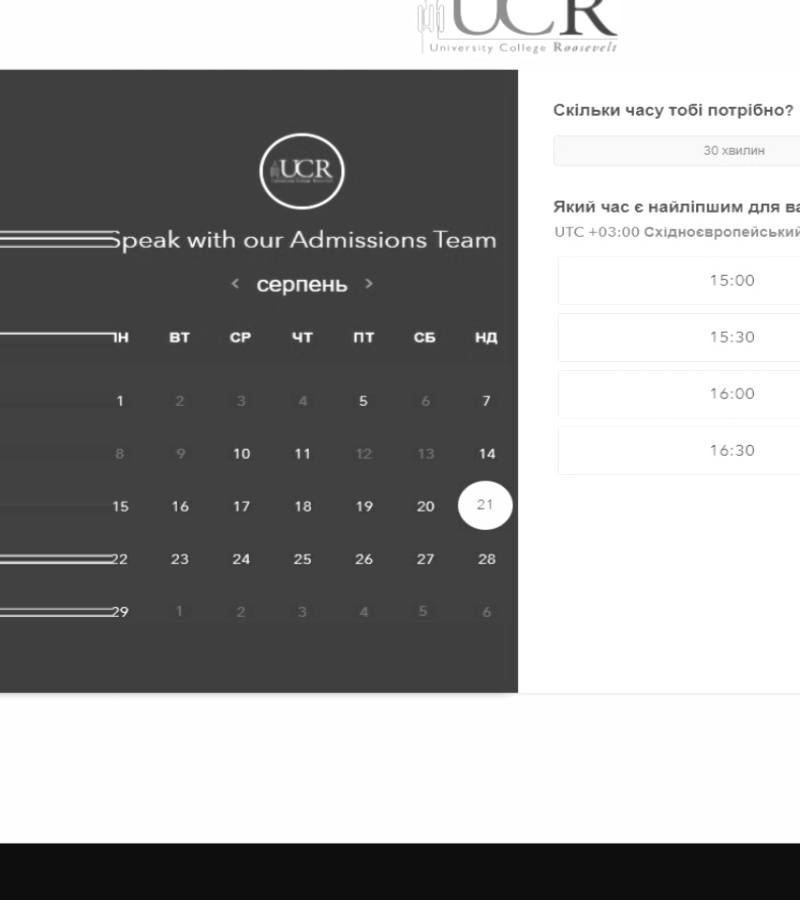 UCR
University College Roosevelt
UCR
Speak with our Admissions Team
‹ серпень ›
ПН ВТ СР ЧТ ПТ СБ НД
1 2 3 4 5 6 7
8 9 10 11 12 13 14
15 16 17 18 19 20 21
22 23 24 25 26 27 28
29 1 2 3 4 5 6
Скільки часу тобі потрібно?
30 хвилин
Який час є найліпшим для ва
UTC +03:00 Східноєвропейський
15:00
15:30
16:00
16:30